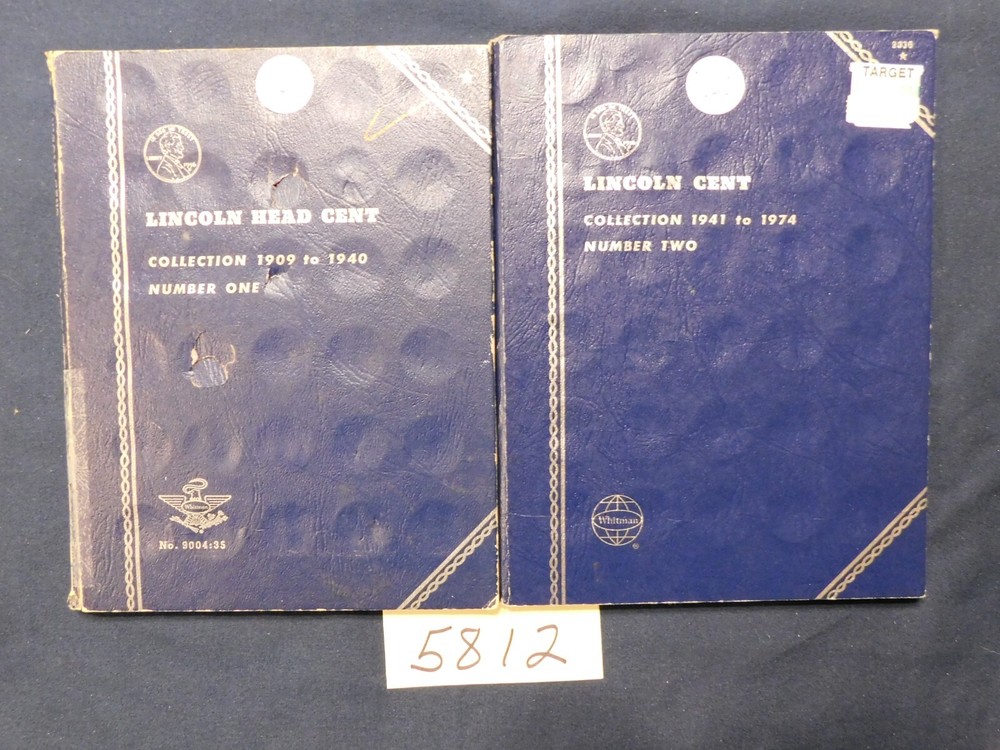 LINCOLN HEAD CENT
COLLECTION 1909 to 1940
NUMBER ONE
Whitman
No. 9004:35
TARGET
LINCOLN CENT
COLLECTION 1941 to 1974
NUMBER TWO
Whitman
®
5812